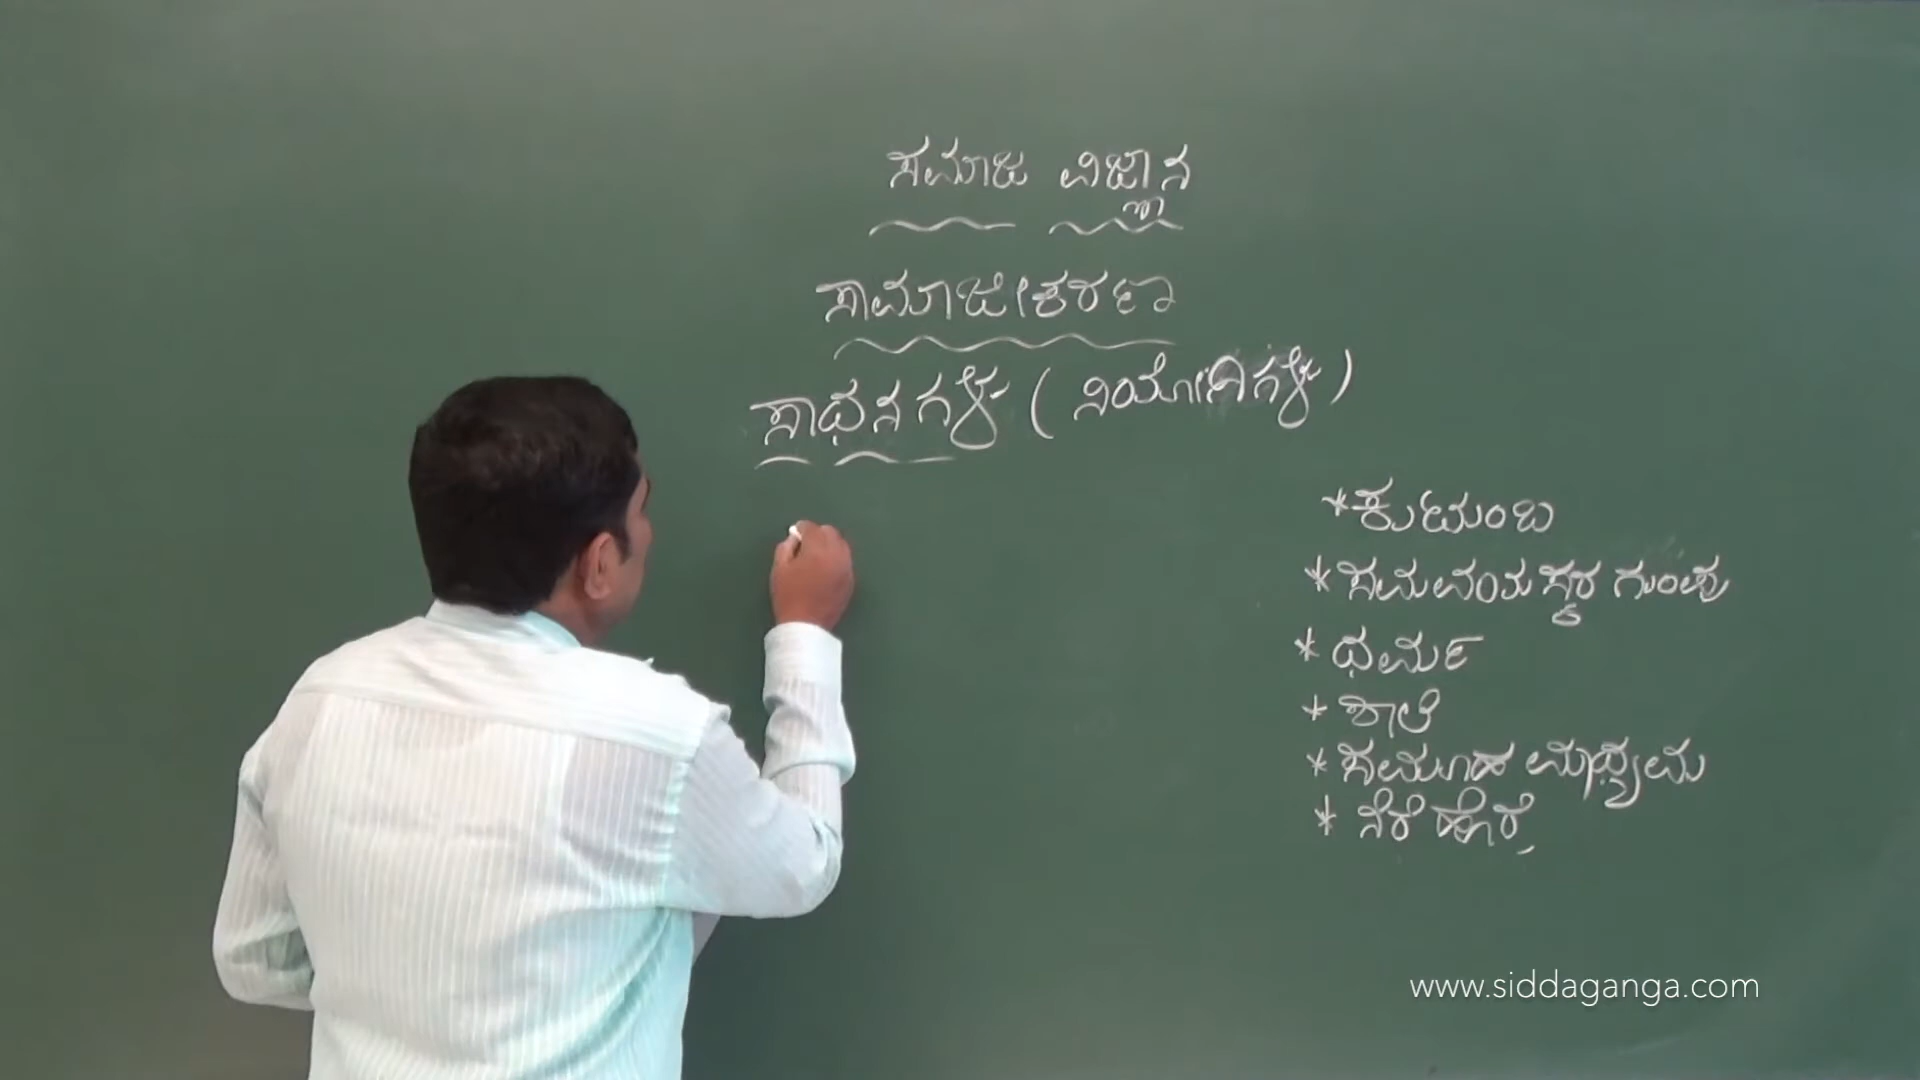 ಸಮಾಜ ವಿಜ್ಞಾನ
ಸಾಮಾಜೀಕರಣ
ಸಾಧನಗಳು ( ನಿಯೋಗಿಗಳು )
* ಕುಟುಂಬ
* ಸಮವಯಸ್ಕರ ಗುಂಪು
* ಧರ್ಮ
* ಶಾಲೆ
* ಸಮೂಹ ಮಾಧ್ಯಮ
* ನೆರೆಹೊರೆ
www.siddaganga.com